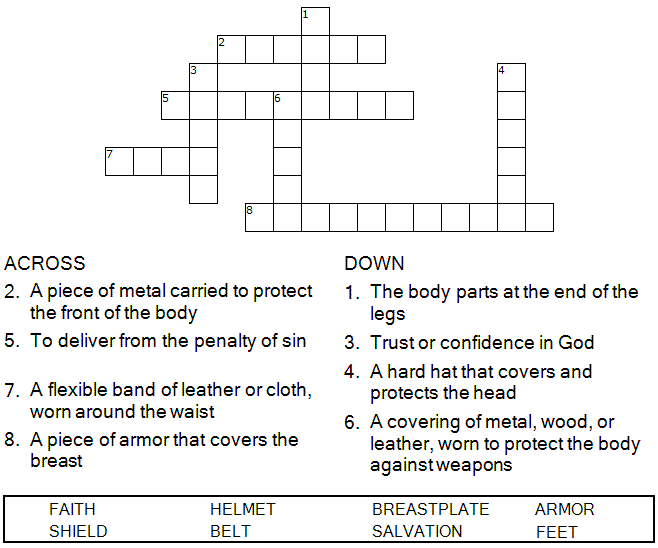 1
2
3
4
5
6
7
8
ACROSS
2. A piece of metal carried to protect
the front of the body
5. To deliver from the penalty of sin
7. A flexible band of leather or cloth,
worn around the waist
8. A piece of armor that covers the
breast
DOWN
1. The body parts at the end of the
legs
3. Trust or confidence in God
4. A hard hat that covers and
protects the head
6. A covering of metal, wood, or
leather, worn to protect the body
against weapons
FAITH HELMET BREASTPLATE ARMOR
SHIELD BELT SALVATION FEET